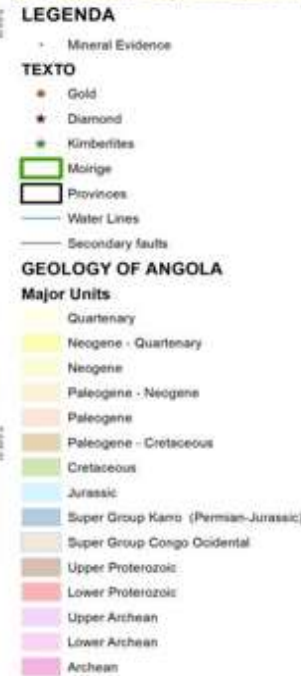 LEGENDA
Mineral Evidence
TEXTO
Gold
Diamond
Kimberlites
Moirige
Provinces
Water Lines
Secondary faults
GEOLOGY OF ANGOLA
Major Units
Quartenary
Neogene - Quartenary
Neogene
Paleogene - Neogene
Paleogene
Paleogene - Cretaceous
Cretaceous
Jurassic
Super Group Karro (Permian-Jurassic)
Super Group Congo Ocidental
Upper Proterozoic
Lower Proterozoic
Upper Archean
Lower Archean
Archean